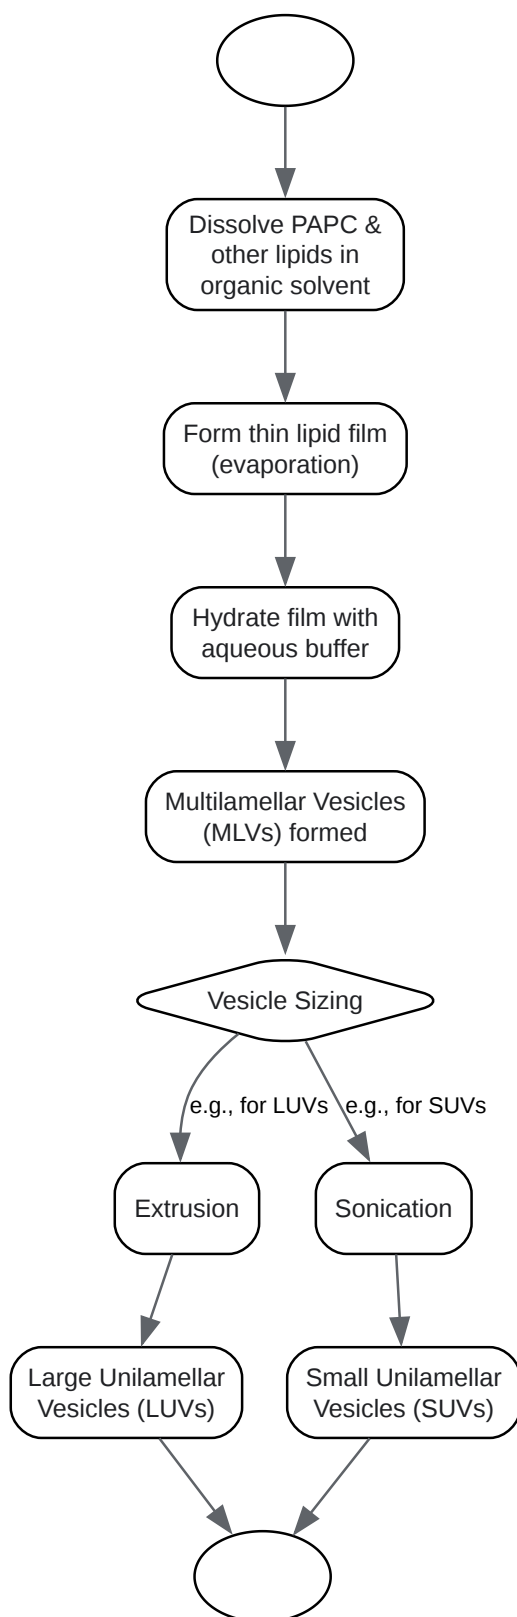 Dissolve PAPC &
other lipids in
organic solvent
Form thin lipid film
(evaporation)
Hydrate film with
aqueous buffer
Multilamellar Vesicles
(MLVs) formed
Vesicle Sizing
e.g., for LUVs
e.g., for SUVs
Extrusion
Sonication
Large Unilamellar
Vesicles (LUVs)
Small Unilamellar
Vesicles (SUVs)